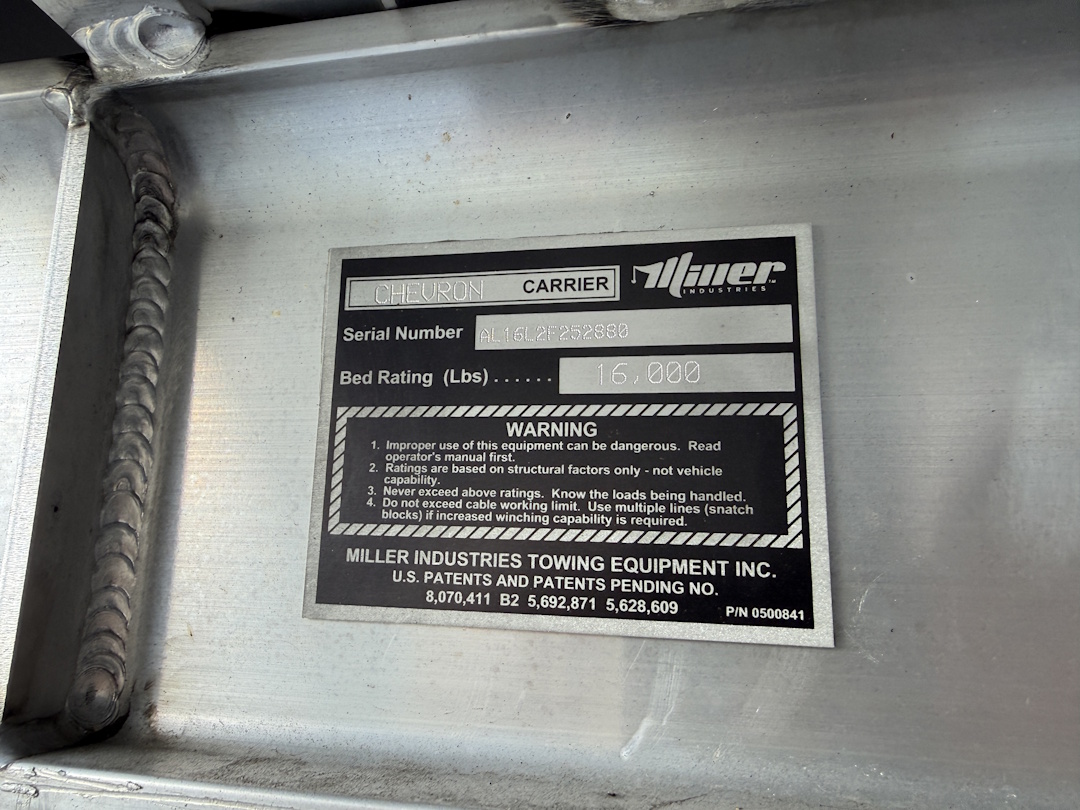 CHEVRON CARRIER
Miller INDUSTRIES™
Serial Number AL16L2F252880
Bed Rating (Lbs)...... 16,000
WARNING
1. Improper use of this equipment can be dangerous. Read
operator's manual first.
2. Ratings are based on structural factors only - not vehicle
capability.
3. Never exceed above ratings. Know the loads being handled.
4. Do not exceed cable working limit. Use multiple lines (snatch
blocks) if increased winching capability is required.
MILLER INDUSTRIES TOWING EQUIPMENT INC.
U.S. PATENTS AND PATENTS PENDING NO.
8,070,411 B2 5,692,871 5,628,609
P/N 0500841